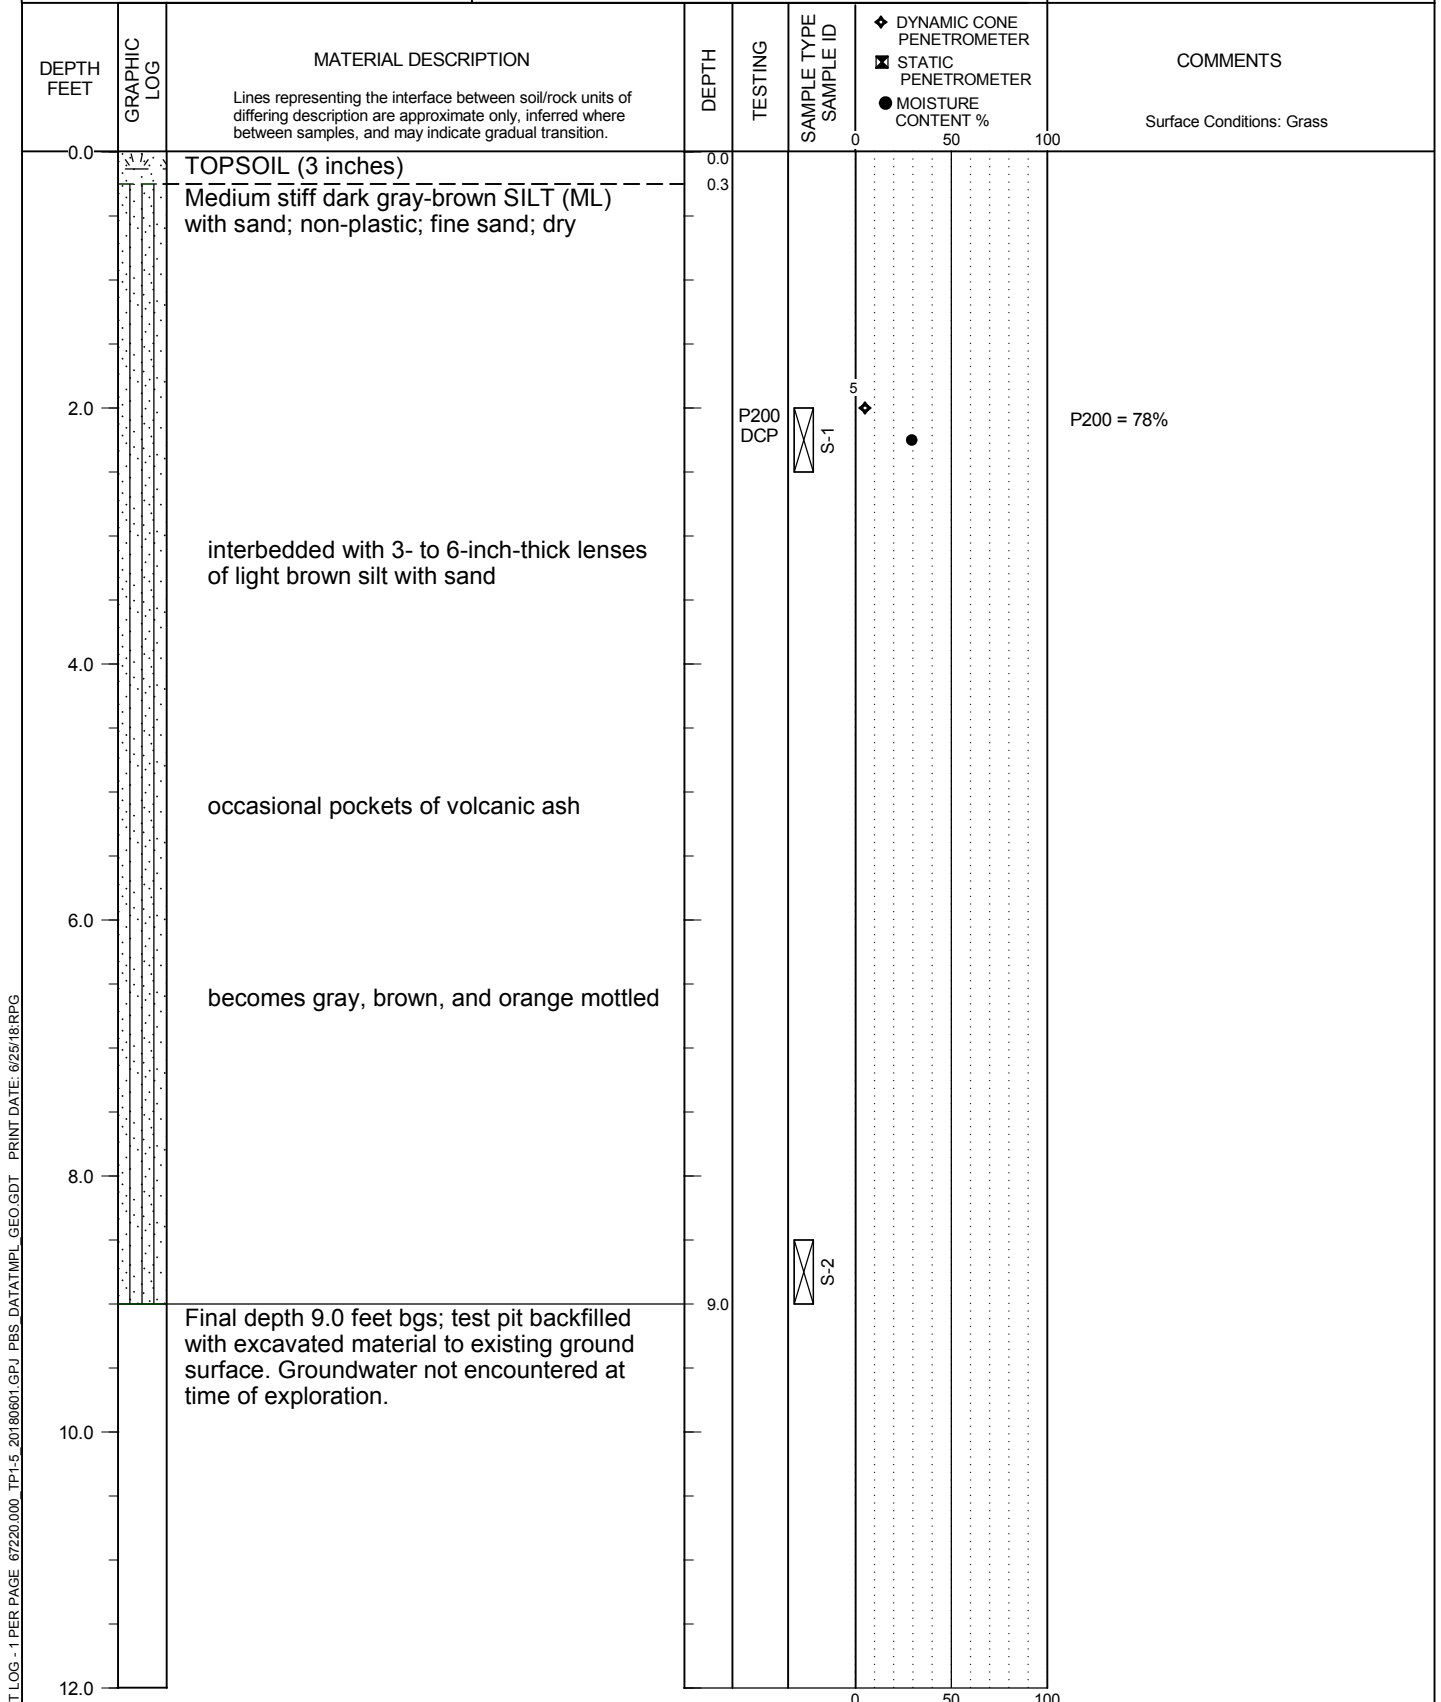 DEPTH
FEET
GRAPHIC
LOG
MATERIAL DESCRIPTION
Lines representing the interface between soil/rock units of
differing description are approximate only, inferred where
between samples, and may indicate gradual transition.
DEPTH
TESTING
SAMPLE TYPE
SAMPLE ID
DYNAMIC CONE
PENETROMETER
STATIC
PENETROMETER
MOISTURE
CONTENT %
0 100
COMMENTS
Surface Conditions: Grass
0.0
TOPSOIL (3 inches)
0.0
0.3
Medium stiff dark gray-brown SILT (ML)
with sand; non-plastic; fine sand; dry
5
2.0
P200
DCP
S-1
P200 = 78%
interbedded with 3- to 6-inch-thick lenses
of light brown silt with sand
4.0
occasional pockets of volcanic ash
6.0
becomes gray, brown, and orange mottled
8.0
S-2
9.0
Final depth 9.0 feet bgs; test pit backfilled
with excavated material to existing ground
surface. Groundwater not encountered at
time of exploration.
10.0
12.0
0 50 100
T LOG - 1 PER PAGE 67220.000_TP1-5_20180601.GPJ PBS_DATATMPL_GEO.GDT PRINT DATE: 6/25/18:RPG